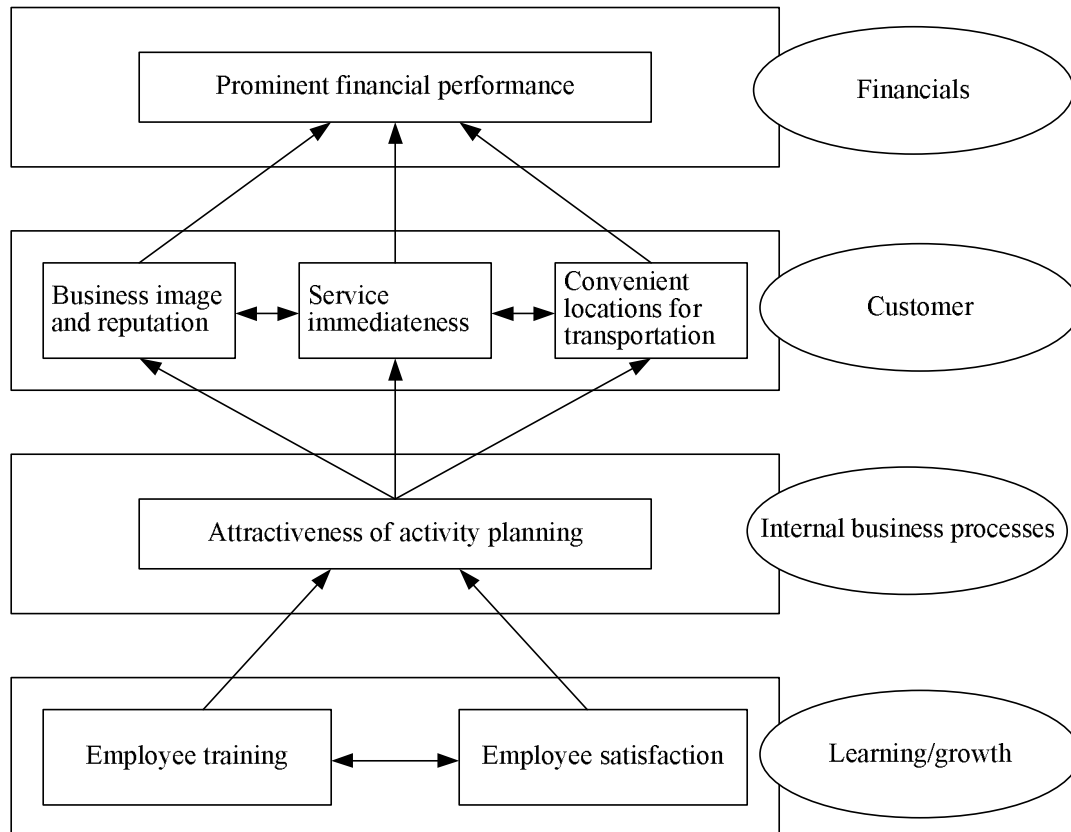 Prominent financial performance
Financials
Business image
and reputation
Service
immediateness
Convenient
locations for
transportation
Customer
Attractiveness of activity planning
Internal business processes
Employee training
Employee satisfaction
Learning/growth